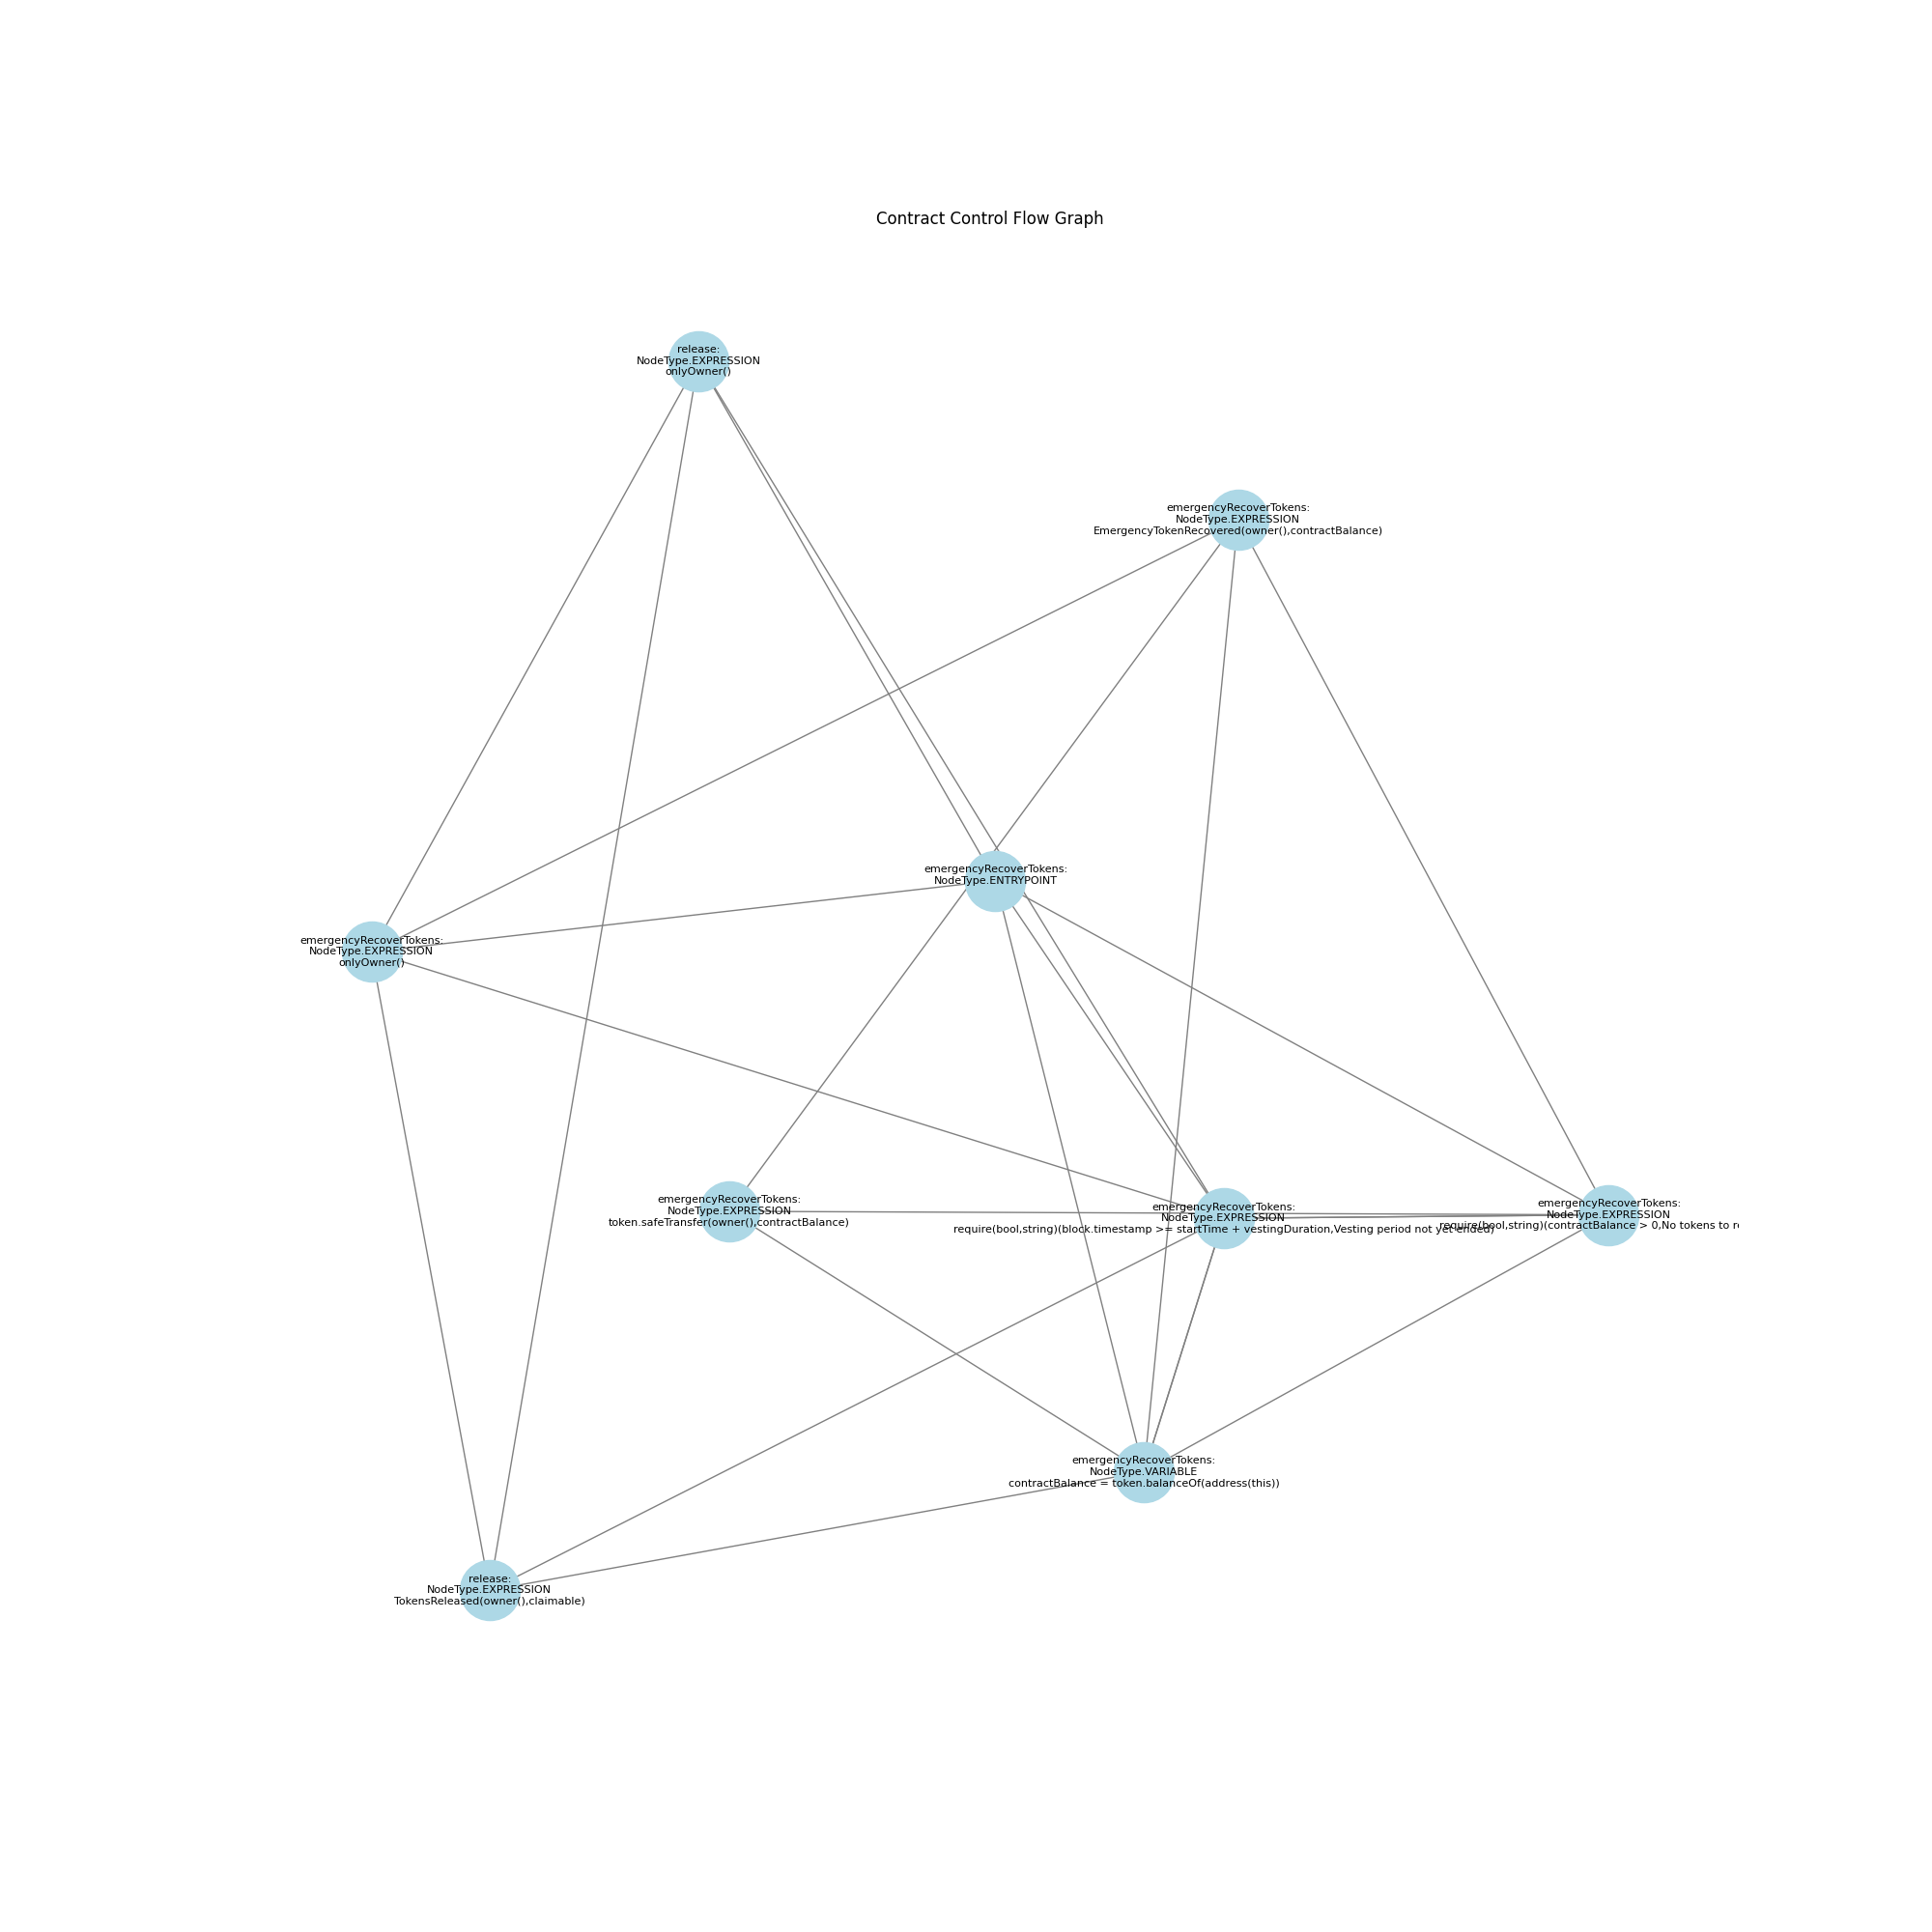 Contract Control Flow Graph
release:
NodeType.EXPRESSION
onlyOwner()
emergencyRecoverTokens:
NodeType.EXPRESSION
EmergencyTokenRecovered(owner(),contractBalance)
emergencyRecoverTokens:
NodeType.ENTRYPOINT
emergencyRecoverTokens:
NodeType.EXPRESSION
onlyOwner()
emergencyRecoverTokens:
NodeType.EXPRESSION
token.safeTransfer(owner(),contractBalance)
emergencyRecoverTokens:
NodeType.EXPRESSION
require(bool,string)(block.timestamp >= startTime + vestingDuration,Vesting period not yet ended)
emergencyRecoverTokens:
NodeType.EXPRESSION
require(bool,string)(contractBalance > 0,No tokens to
emergencyRecoverTokens:
NodeType.VARIABLE
contractBalance = token.balanceOf(address(this))
release:
NodeType.EXPRESSION
TokensReleased(owner(),claimable)